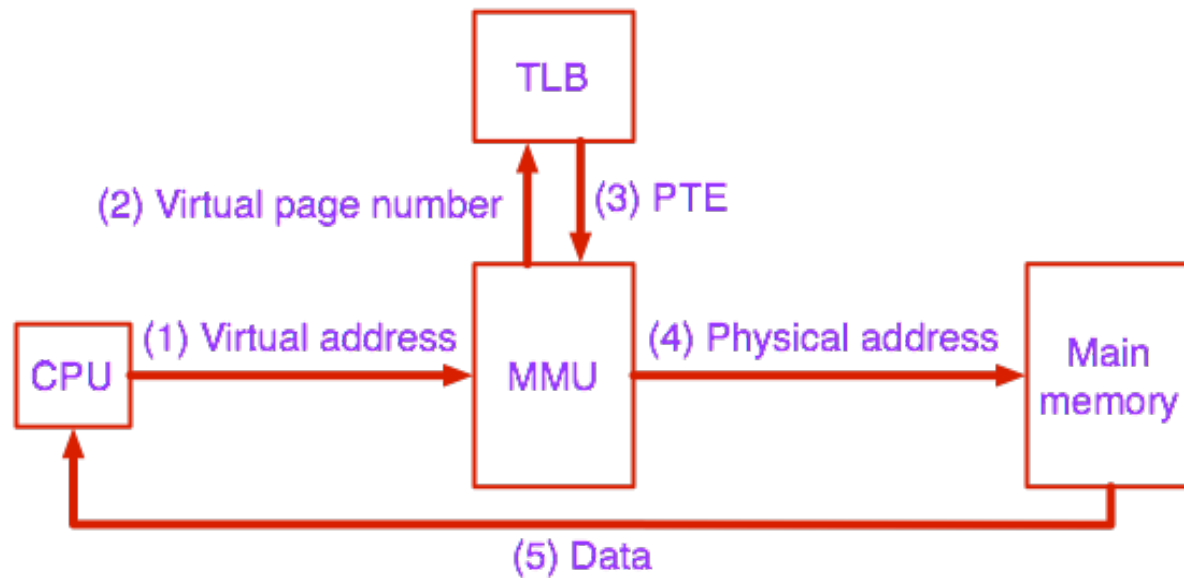 TLB
(2) Virtual page number
(3) PTE
(1) Virtual address
(4) Physical address
CPU
MMU
Main
memory
(5) Data